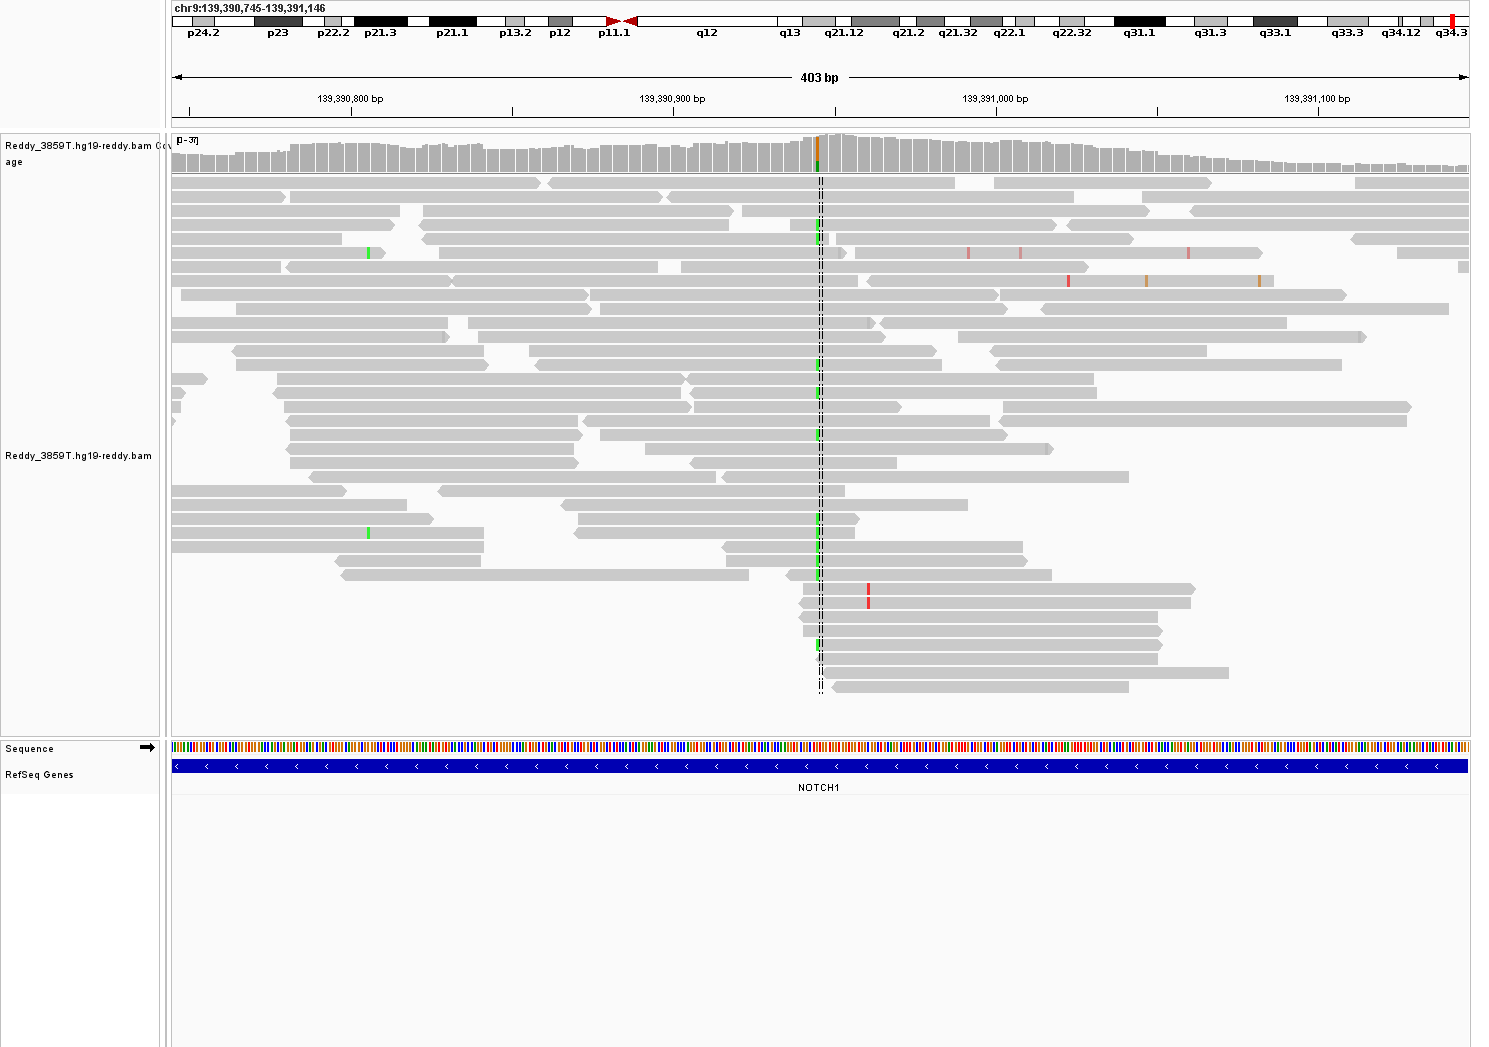 chr9:139,390,745-139,391,146
p24.2 p23 p22.2 p21.3 p21.1 p13.2 p12 p11.1 q12 q13 q21.12 q21.2 q21.32 q22.1 q22.32 q31.1 q31.3 q33.1 q33.3 q34.12 q34.3
403 bp
139,390,800 bp 139,390,900 bp 139,391,000 bp 139,391,100 bp
[0 - 37]
Reddy_3859T.hg19-reddy.bam Cov
age
Reddy_3859T.hg19-reddy.bam
Sequence
RefSeq Genes
NOTCH1